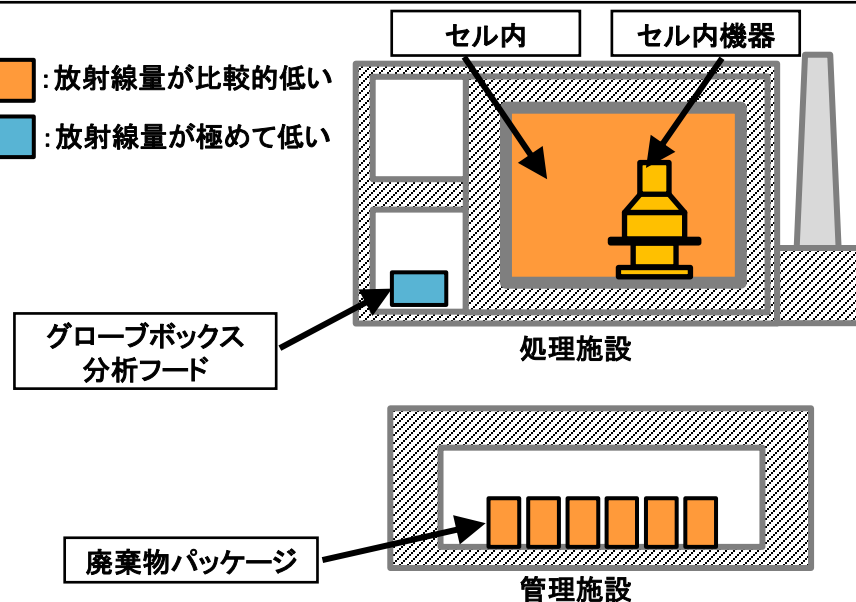 セル内
セル内機器
:放射線量が比較的低い
:放射線量が極めて低い
グローブボックス
分析フード
処理施設
廃棄物パッケージ
管理施設